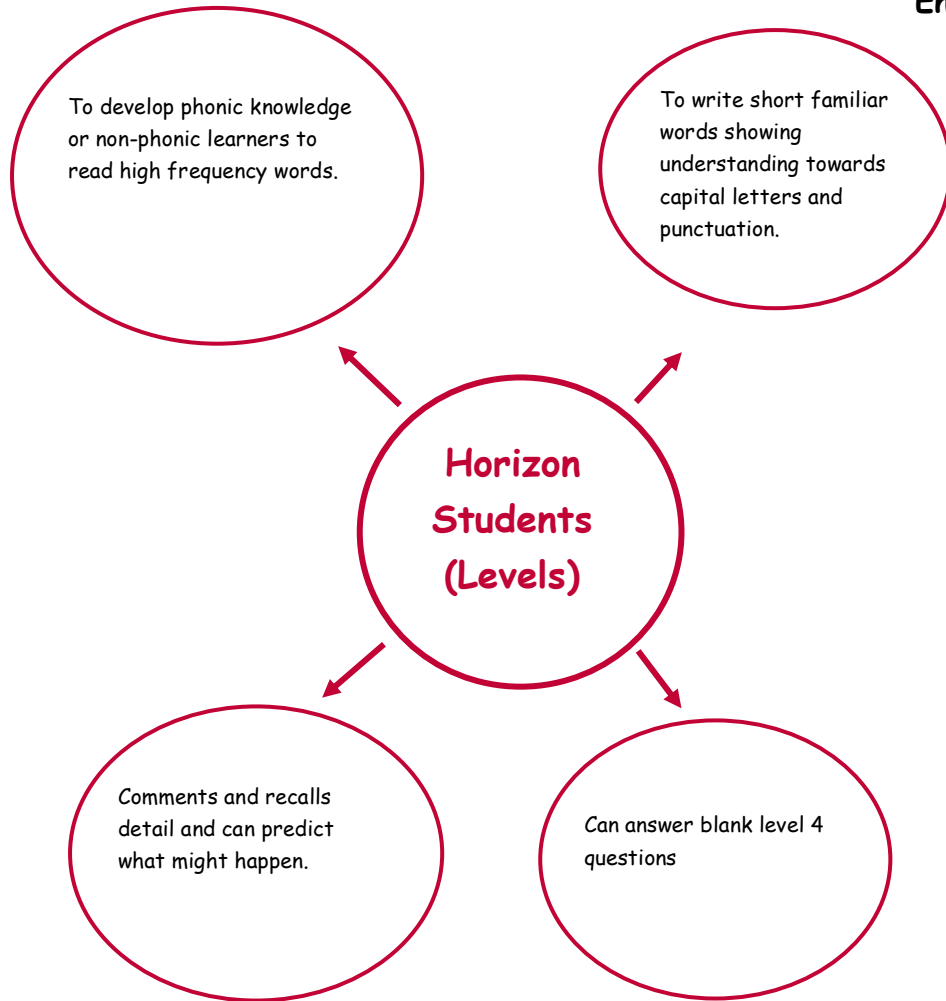 To develop phonic knowledge
or non-phonic learners to
read high frequency words.
To write short familiar
words showing
understanding towards
capital letters and
punctuation.
Horizon
Students
(Levels)
Comments and recalls
detail and can predict
what might happen.
Can answer blank level 4
questions